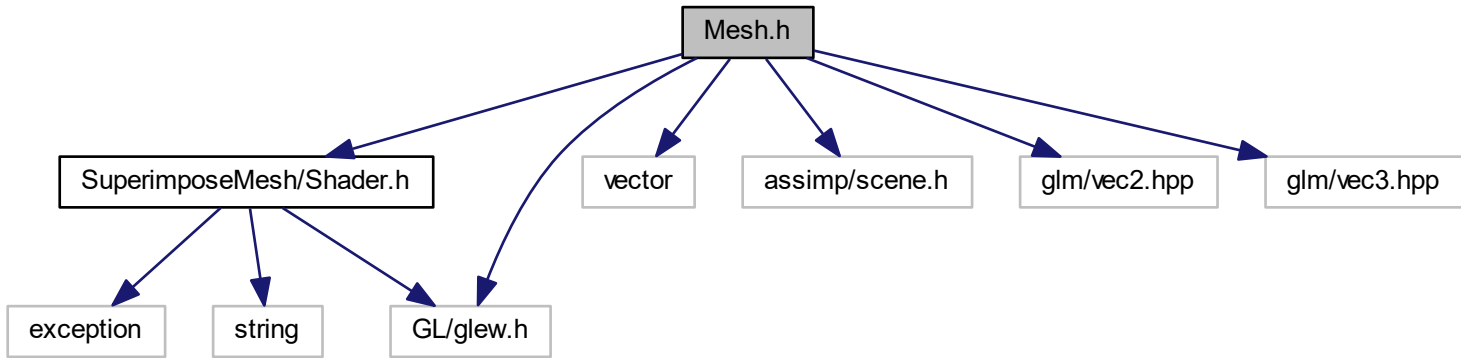 Mesh.h
SuperimposeMesh/Shader.h
vector
assimp/scene.h
glm/vec2.hpp
glm/vec3.hpp
exception
string
GL/glew.h